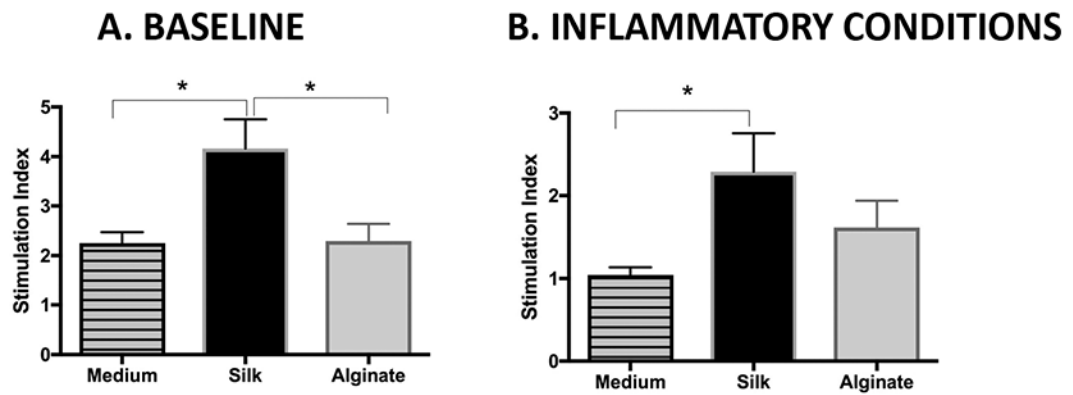 A. BASELINE
*
*
Stimulation Index
5
4
3
2
1
0
Medium Silk Alginate
B. INFLAMMATORY CONDITIONS
*
Stimulation Index
3
2
1
0
Medium Silk Alginate